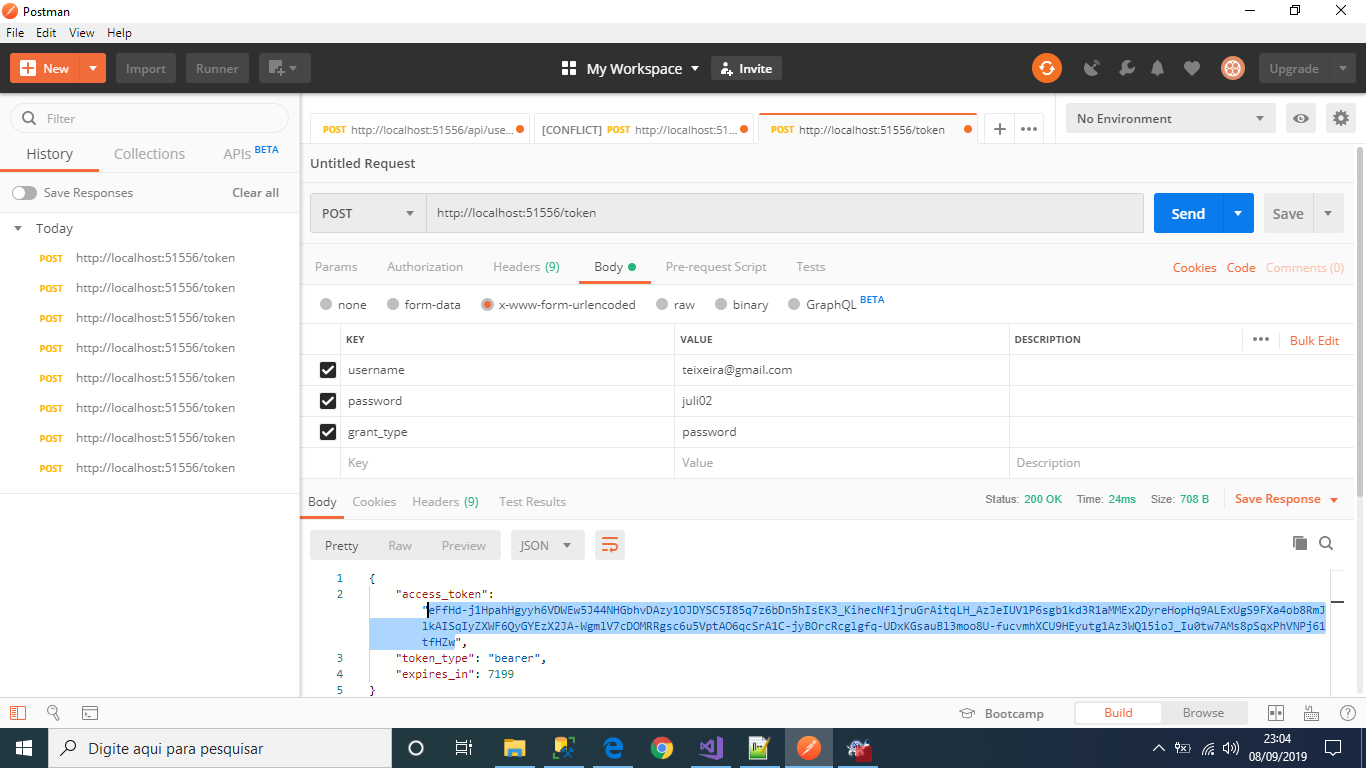 Postman
File Edit View Help
New Import Runner My Workspace Invite Upgrade
Filter
History Collections APIs BETA
Save Responses Clear all
Today
POST http://localhost:51556/token
POST http://localhost:51556/token
POST http://localhost:51556/token
POST http://localhost:51556/token
POST http://localhost:51556/token
POST http://localhost:51556/token
POST http://localhost:51556/token
POST http://localhost:51556/token
POST http://localhost:51556/api/use... [CONFLICT] POST http://localhost:51... POST http://localhost:51556/token
No Environment
Untitled Request
POST http://localhost:51556/token Send Save
Params Authorization Headers (9) Body Pre-request Script Tests Cookies Code Comments (0)
none form-data x-www-form-urlencoded raw binary GraphQL BETA
KEY VALUE DESCRIPTION Bulk Edit
username teixeira@gmail.com
password juli02
grant_type password
Key Value Description
Body Cookies Headers (9) Test Results Status: 200 OK Time: 24ms Size: 708 B Save Response
Pretty Raw Preview JSON
1 {
2 "access_token":
"eFfHd-j1HpahHgyyh6VDWEw5J44NHGbhvDAzy1OJDYSC5I85q7z6bDn5hIsEK3_KihecNfljruGrAitqLH_AzJeIUV1P6sgb1kd3R1aMMEx2DyreHopHq9ALExUgS9FXa4ob8RmJ
lkAISqIyZXWF6QyGYEzX2JA-WgmlV7cDOMRRgsc6u5VptAO6qcSrA1C-jyBOrcRcglgfq-UDxKGsauBl3moo8U-fucvmhXCU9HEyutg1Az3WQ15ioJ_Iu0tw7AMs8pSqxPhVNPj61
tfHZw",
3 "token_type": "bearer",
4 "expires_in": 7199
5 }
Bootcamp Build Browse
Digite aqui para pesquisar
23:04
08/09/2019